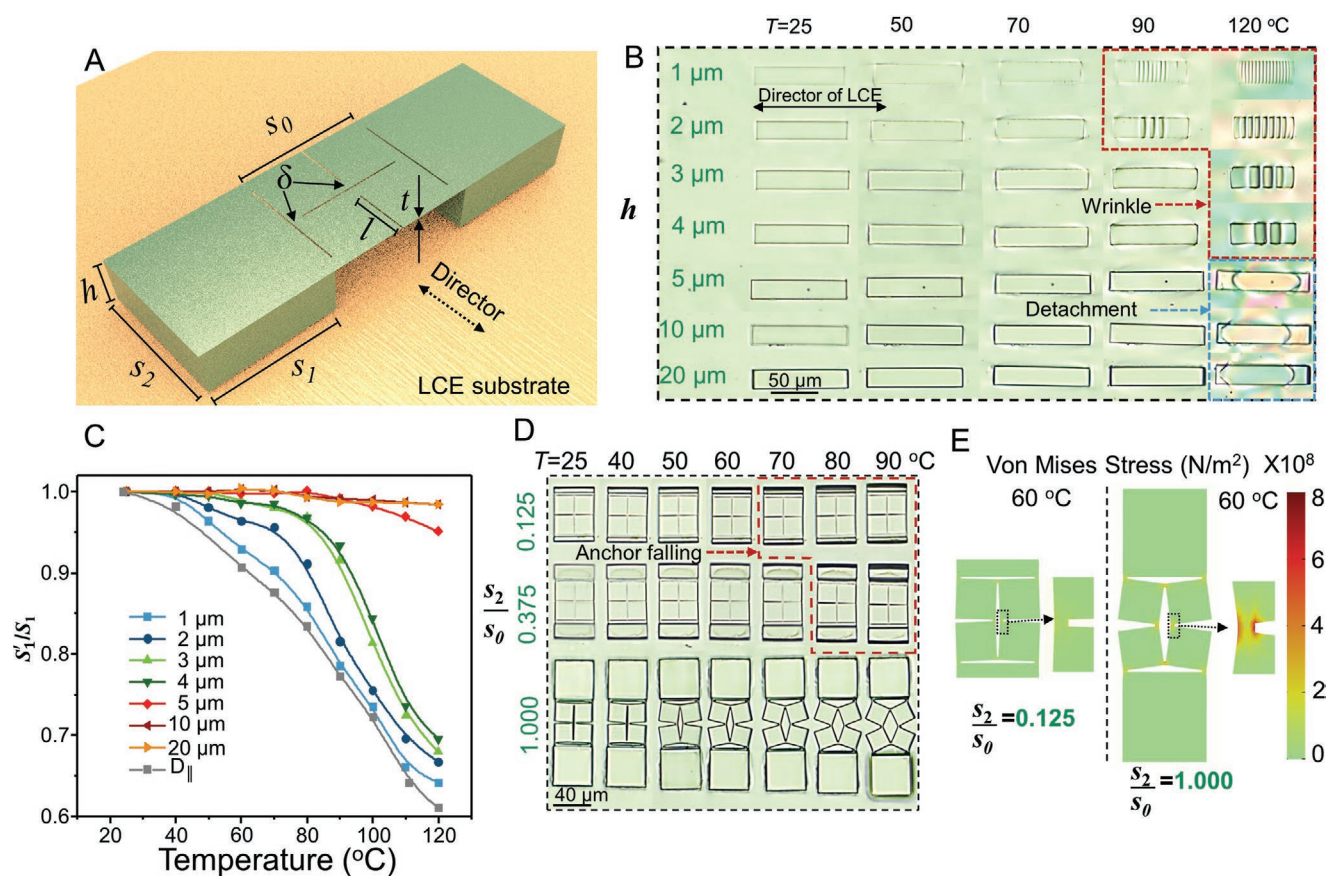 A
s0
δ
t
l
h
s2
s1
Director
LCE substrate
B
T=25 50 70 90 120 °C
1 µm
Director of LCE
2 µm
3 µm
h
Wrinkle
4 µm
5 µm
Detachment
10 µm
20 µm
50 µm
C
S'1/S1
1.0
0.9
0.8
0.7
0.6
1 µm
2 µm
3 µm
4 µm
5 µm
10 µm
20 µm
D∥
20 40 60 80 100 120
Temperature (°C)
D
T=25 40 50 60 70 80 90 °C
0.125
Anchor falling
s2/s0
0.375
1.000
40 µm
E
Von Mises Stress (N/m²) X10⁸
60 °C
60 °C
8
6
4
2
0
s2/s0 =0.125
s2/s0 =1.000